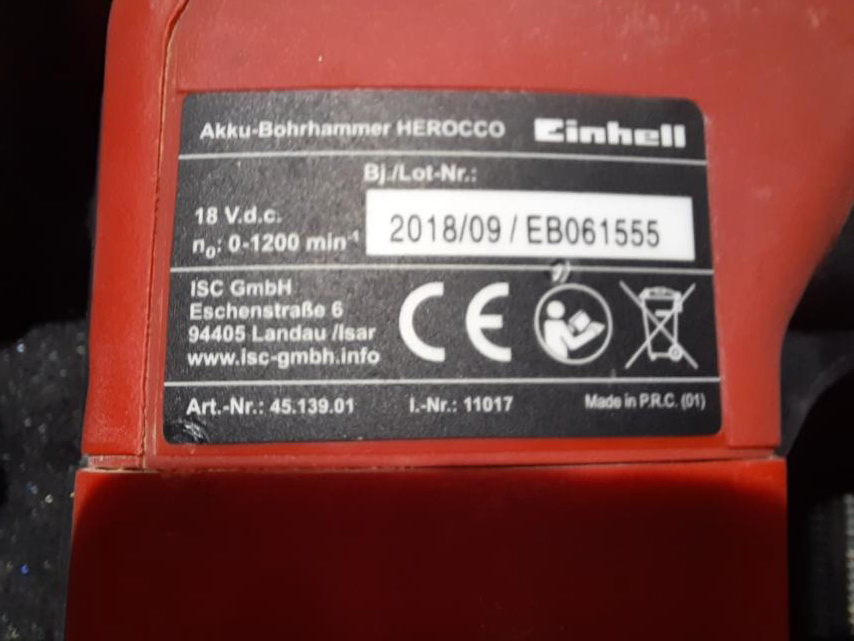 Akku-Bohrhammer HEROCCO Einhell
Bj./Lot-Nr.:
18 V.d.c.
n₀: 0-1200 min⁻¹
2018/09 / EB061555
ISC GmbH
Eschenstraße 6
94405 Landau /Isar
www.isc-gmbh.info
CE
Art.-Nr.: 45.139.01 I.-Nr.: 11017 Made in P.R.C. (01)